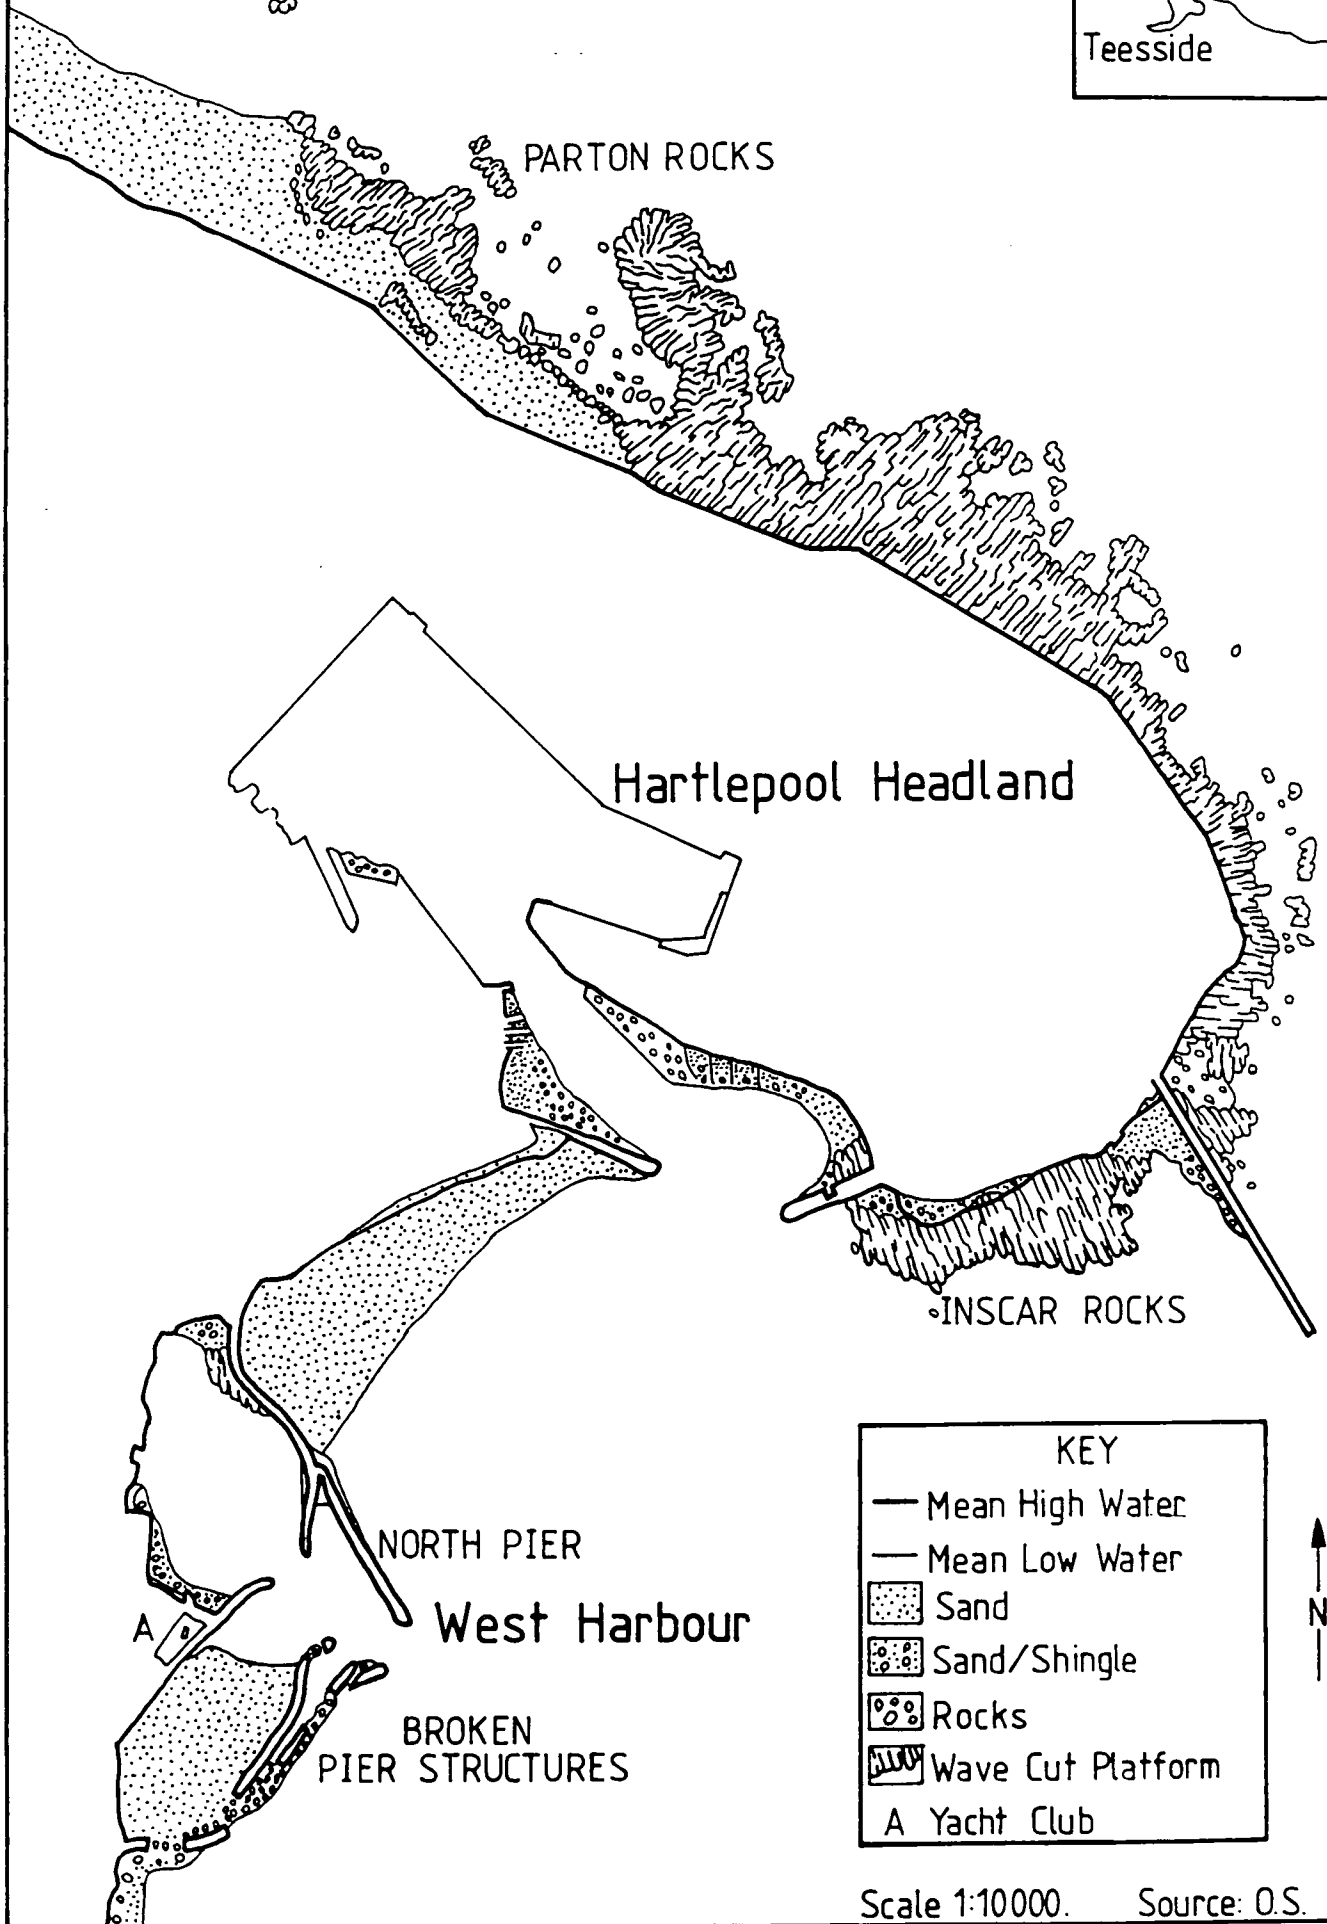 Teesside
PARTON ROCKS
Hartlepool Headland
INSCAR ROCKS
NORTH PIER
A
West Harbour
BROKEN
PIER STRUCTURES
KEY
Mean High Water
Mean Low Water
Sand
Sand/Shingle
Rocks
Wave Cut Platform
A Yacht Club
N
Scale 1:10000. Source: O.S.